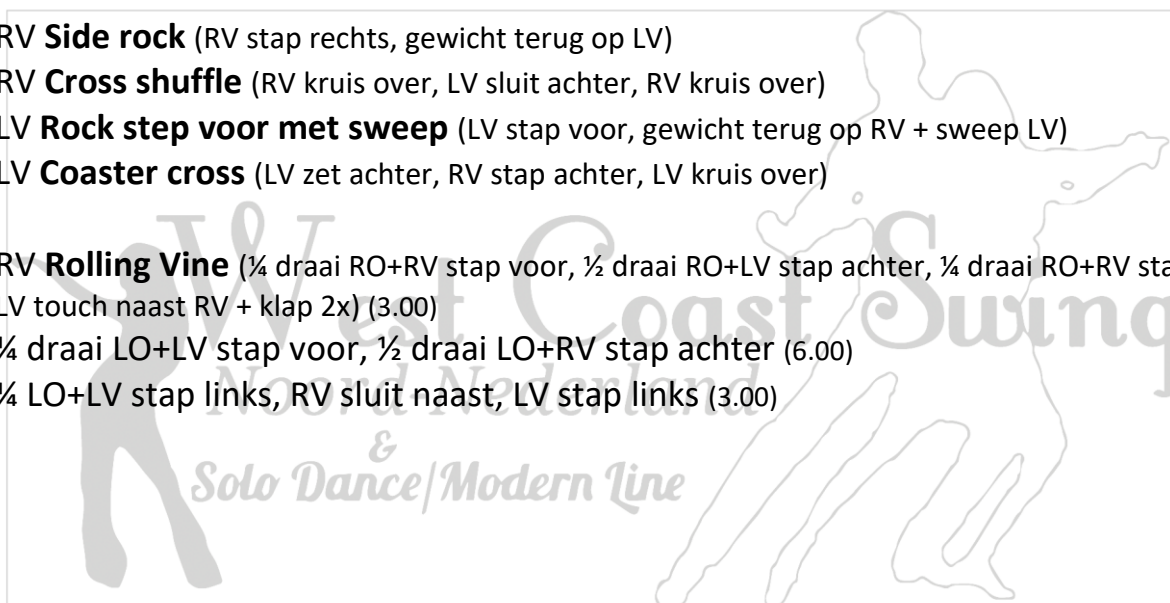 RV Side rock (RV stap rechts, gewicht terug op LV)
RV Cross shuffle (RV kruis over, LV sluit achter, RV kruis over)
LV Rock step voor met sweep (LV stap voor, gewicht terug op RV + sweep LV)
LV Coaster cross (LV zet achter, RV stap achter, LV kruis over)
RV Rolling Vine (¼ draai RO+RV stap voor, ½ draai RO+LV stap achter, ¼ draai RO+RV sta
LV touch naast RV + klap 2x) (3.00)
¼ draai LO+LV stap voor, ½ draai LO+RV stap achter (6.00)
¼ LO+LV stap links, RV sluit naast, LV stap links (3.00)
West Coast Swing
Noord-Nederland
&
Solo Dance/Modern Line